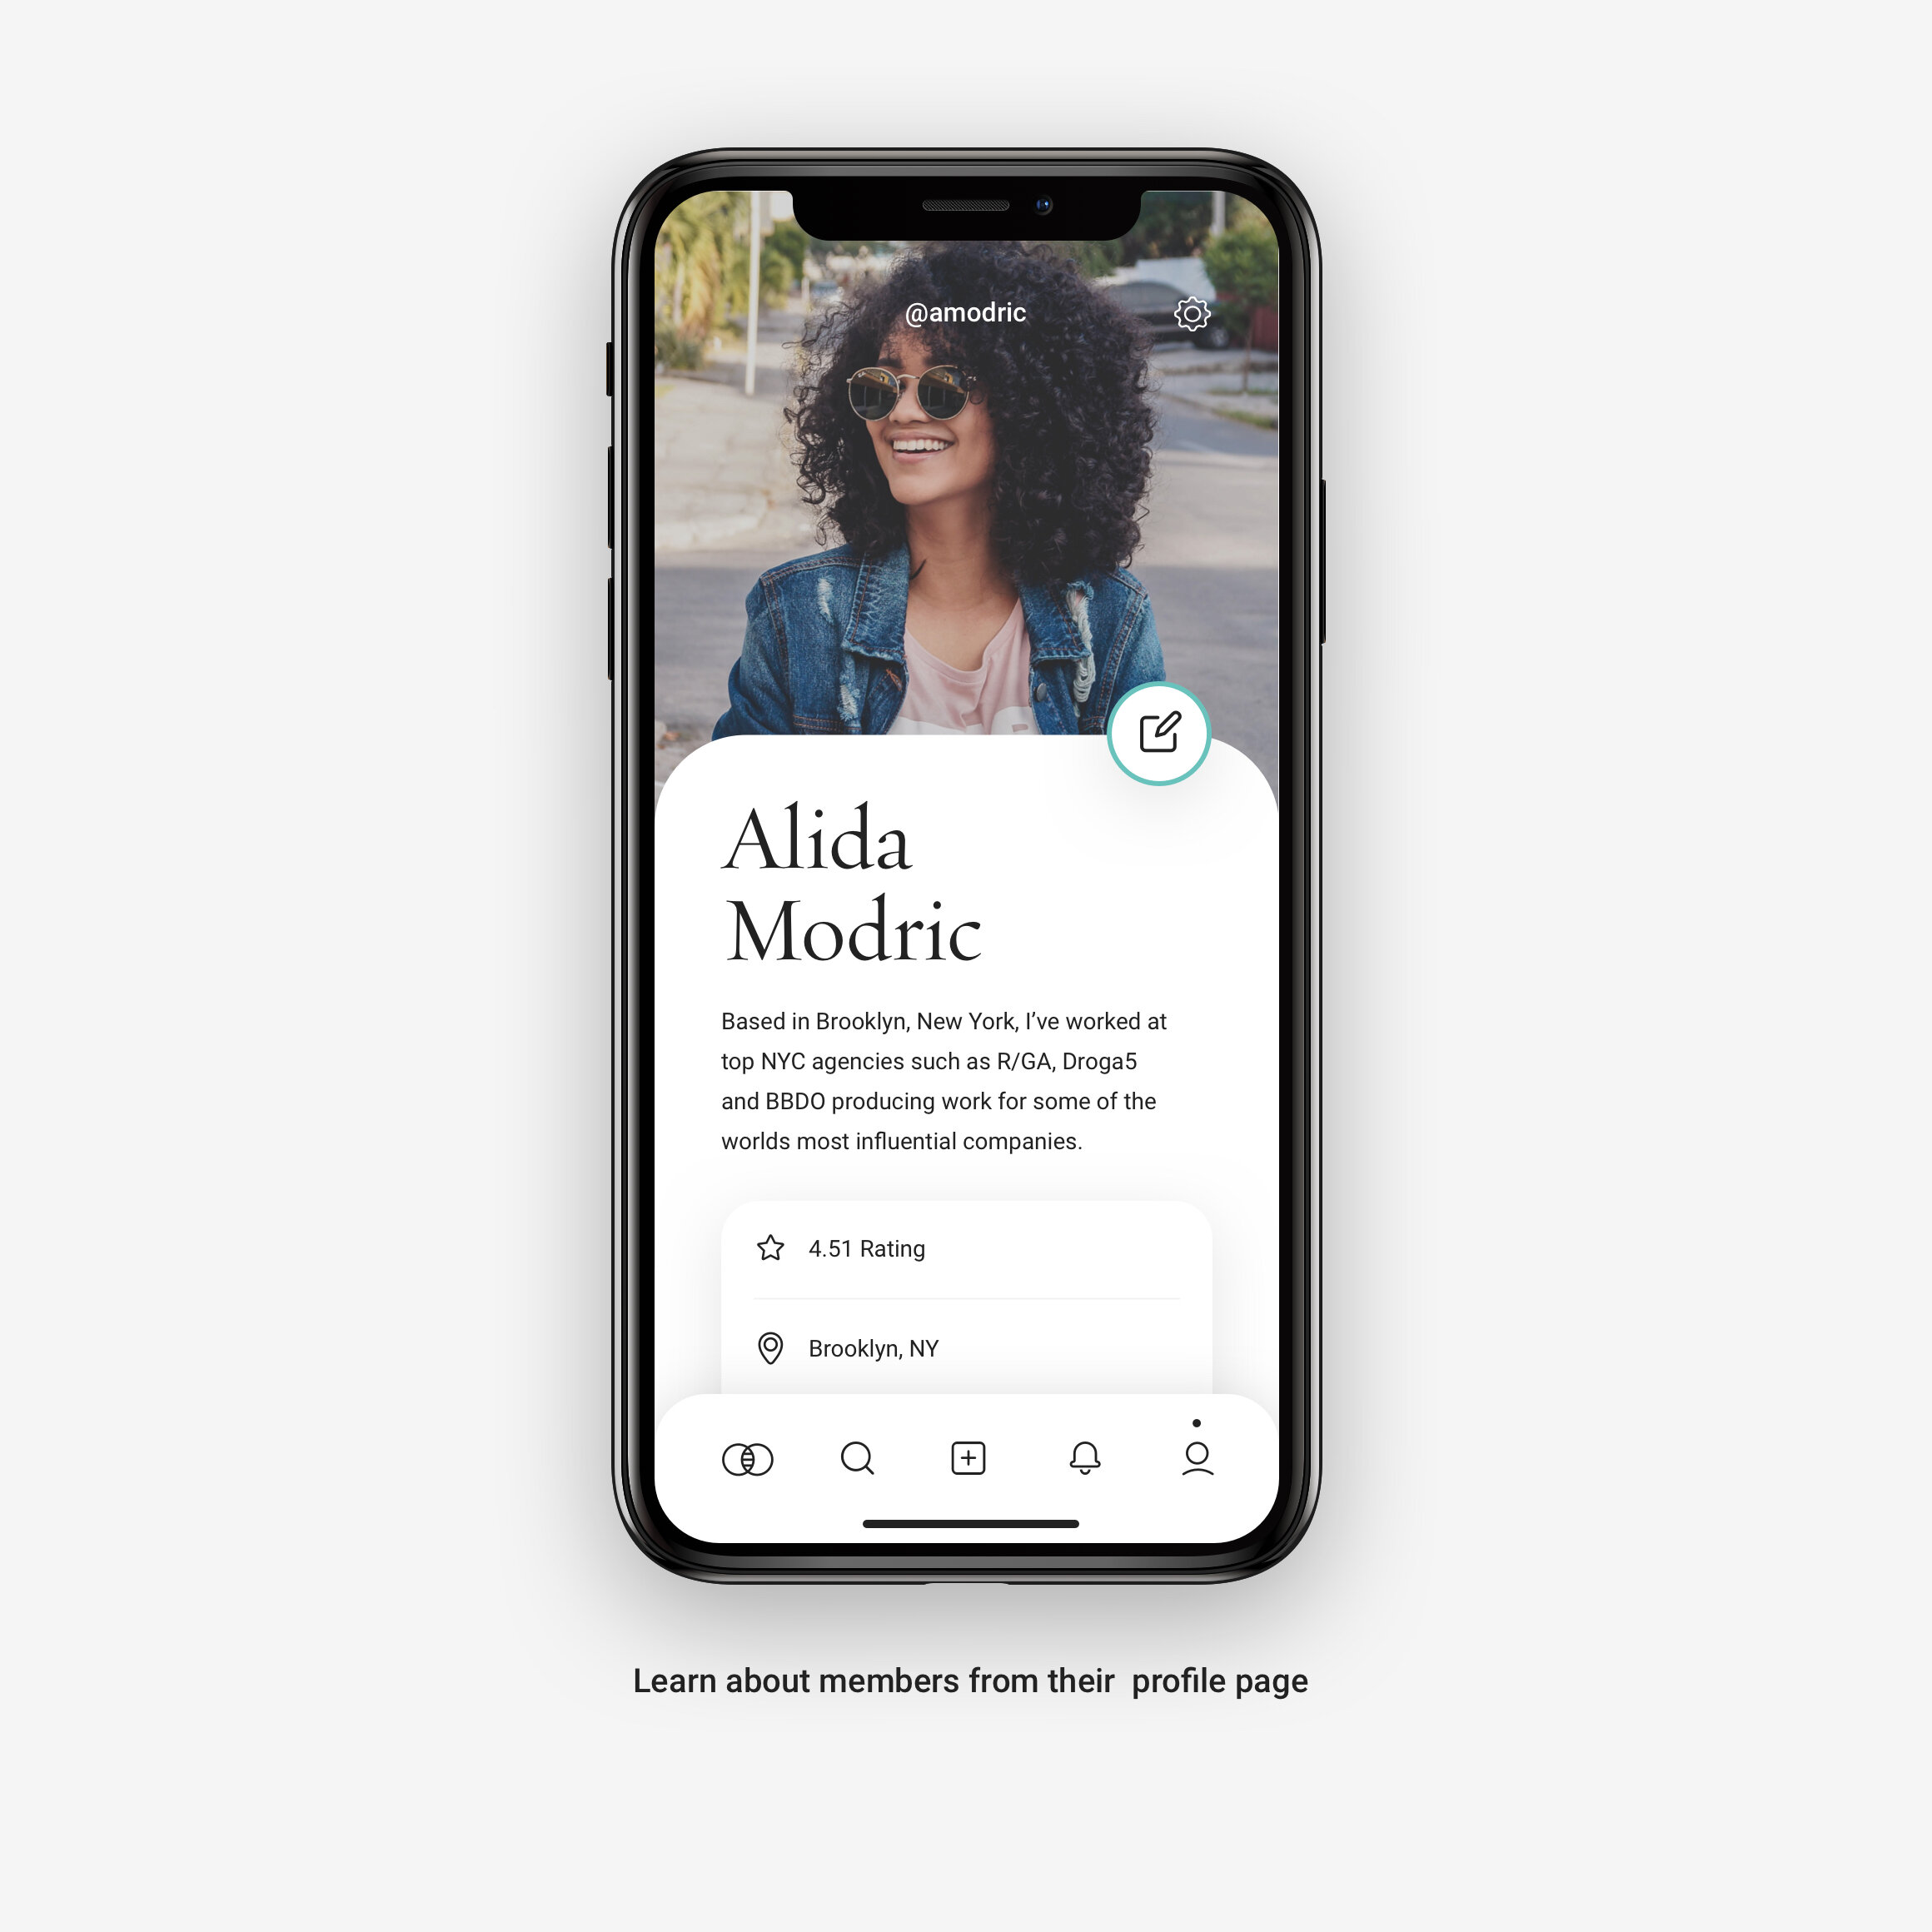 @amodric
Alida
Modric
Based in Brooklyn, New York, I’ve worked at
top NYC agencies such as R/GA, Droga5
and BBDO producing work for some of the
worlds most influential companies.
4.51 Rating
Brooklyn, NY
Learn about members from their  profile page